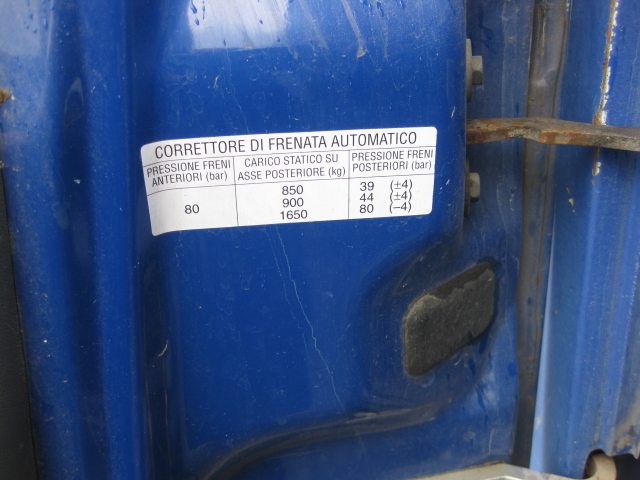 CORRETTORE DI FRENATA AUTOMATICO
PRESSIONE FRENI ANTERIORI (bar)
CARICO STATICO SU ASSE POSTERIORE (kg)
PRESSIONE FRENI POSTERIORI (bar)
80
850 39 (±4)
900 44 (±4)
1650 80 (–4)